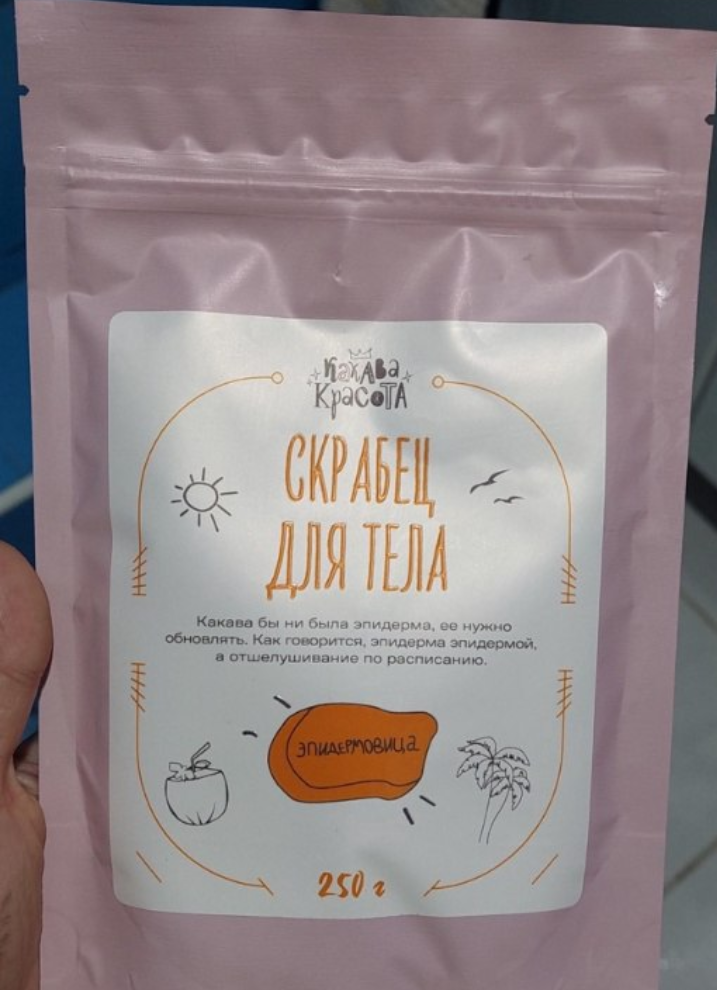 КакАва
КрасоТА
СКРАБЕЦ
ДЛЯ ТЕЛА
Какава бы ни была эпидерма, ее нужно
обновлять. Как говорится, эпидерма эпидермой,
а отшелушивание по расписанию.
ЭПИДЕРМОВИЦА
250 г